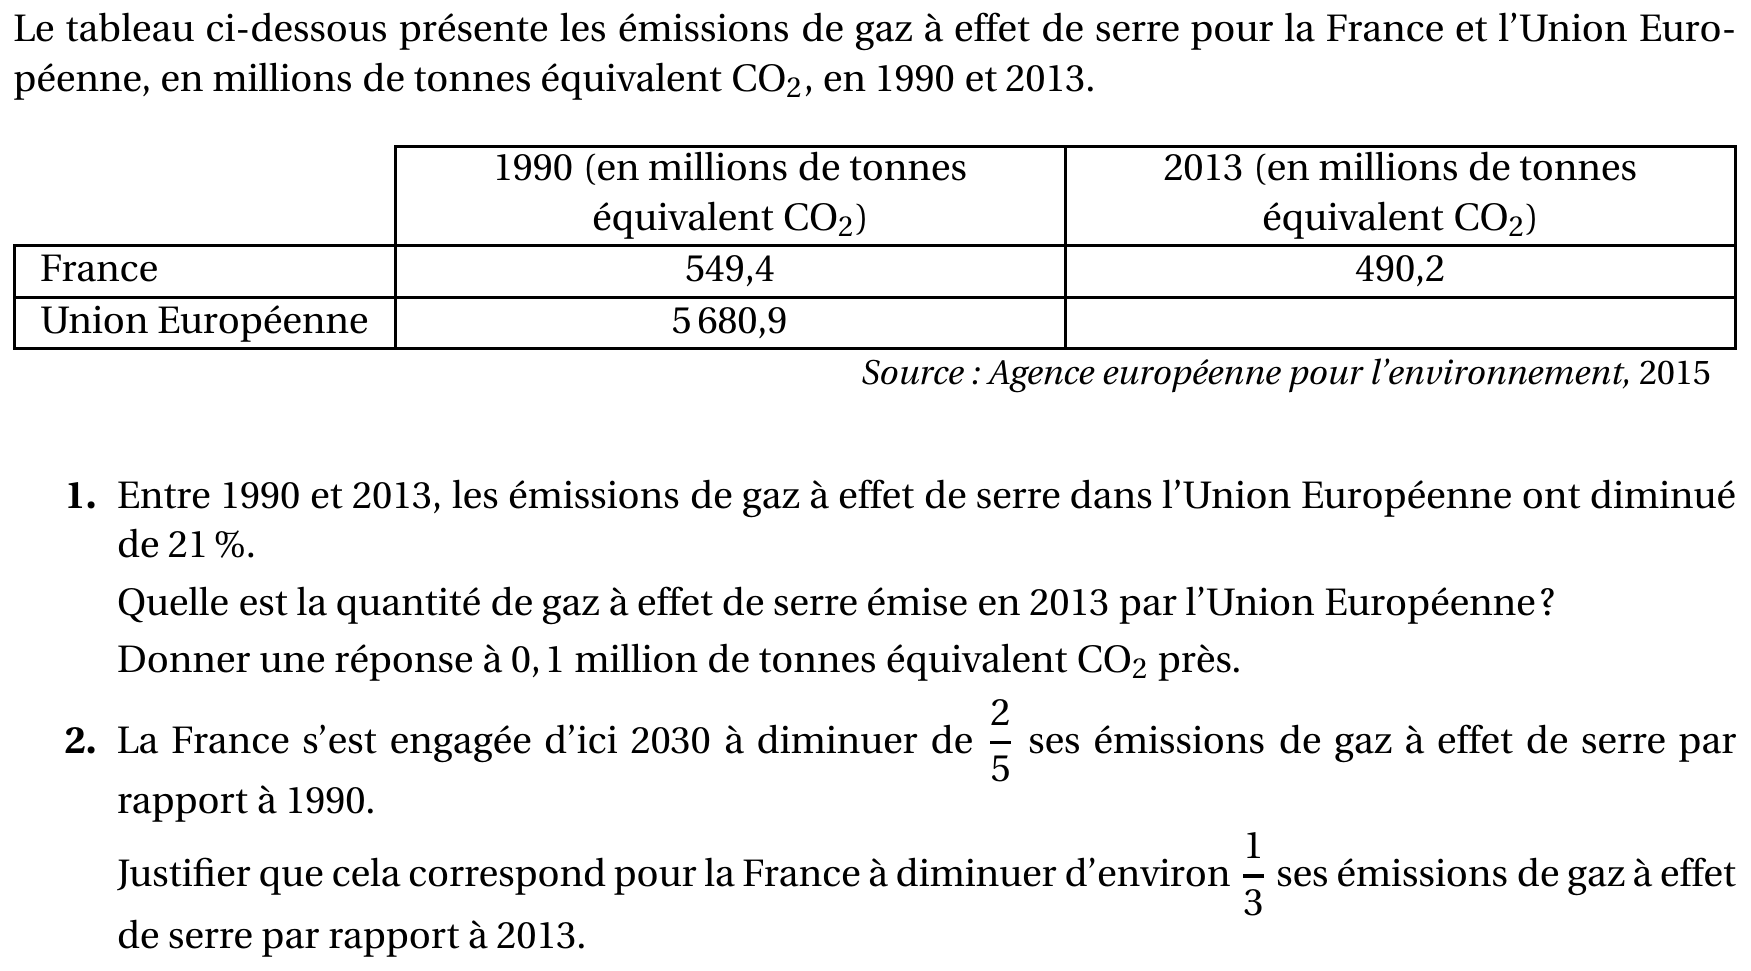 Le tableau ci-dessous présente les émissions de gaz à effet de serre pour la France et l'Union Euro-
péenne, en millions de tonnes équivalent CO₂, en 1990 et 2013.
1990 (en millions de tonnes équivalent CO₂) 2013 (en millions de tonnes équivalent CO₂)
France 549,4 490,2
Union Européenne 5 680,9
Source : Agence européenne pour l'environnement, 2015
1. Entre 1990 et 2013, les émissions de gaz à effet de serre dans l'Union Européenne ont diminué
de 21 %.
Quelle est la quantité de gaz à effet de serre émise en 2013 par l'Union Européenne ?
Donner une réponse à 0,1 million de tonnes équivalent CO₂ près.
2. La France s'est engagée d'ici 2030 à diminuer de 2/5 ses émissions de gaz à effet de serre par
rapport à 1990.
Justifier que cela correspond pour la France à diminuer d'environ 1/3 ses émissions de gaz à effet
de serre par rapport à 2013.